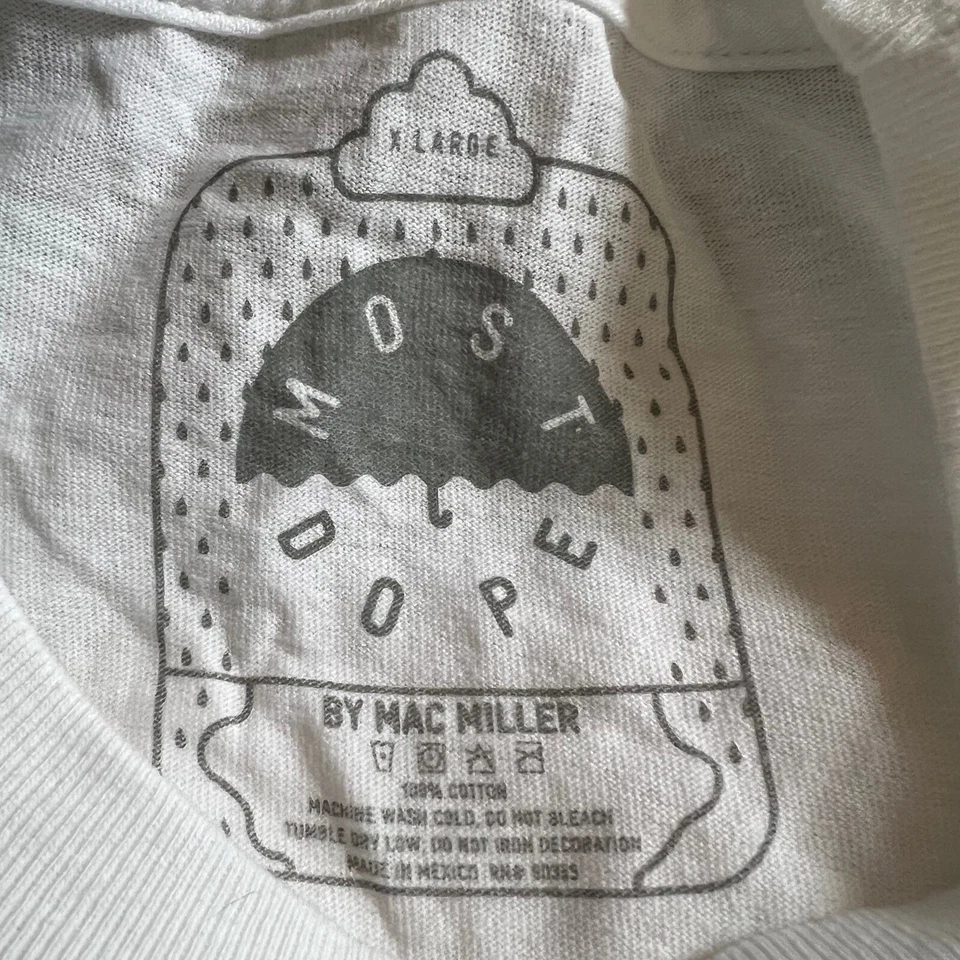 X LARGE
MOST
DOPE
BY MAC MILLER
100% COTTON
MACHINE WASH COLD, DO NOT BLEACH
TUMBLE DRY LOW, DO NOT IRON DECORATION
MADE IN MEXICO RN#